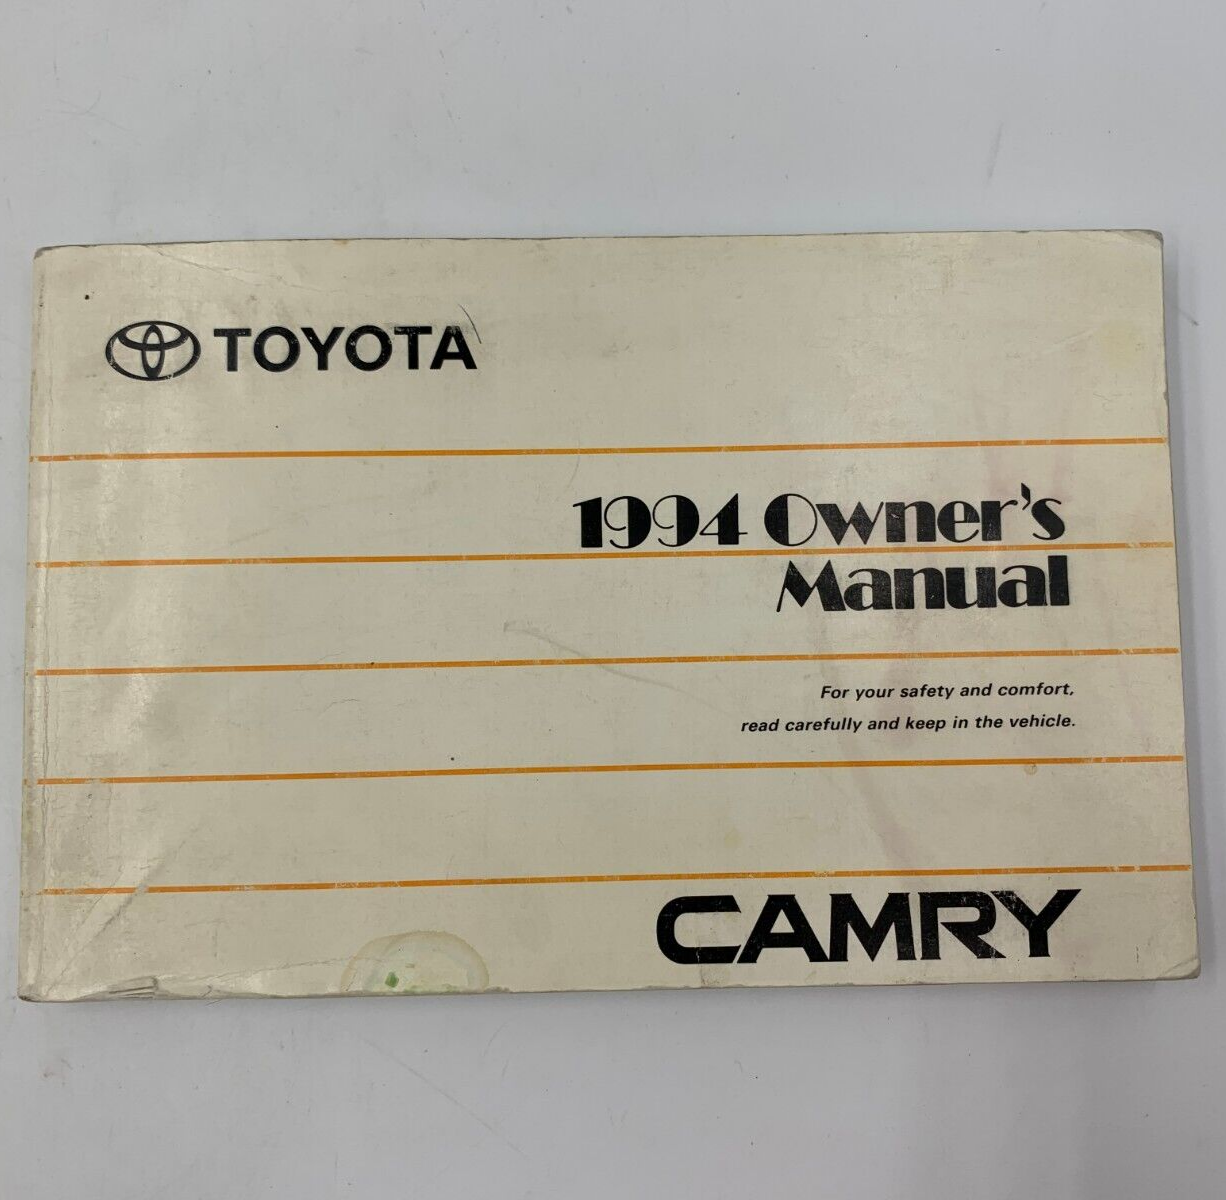 TOYOTA
1994 Owner's
Manual
For your safety and comfort,
read carefully and keep in the vehicle.
CAMRY